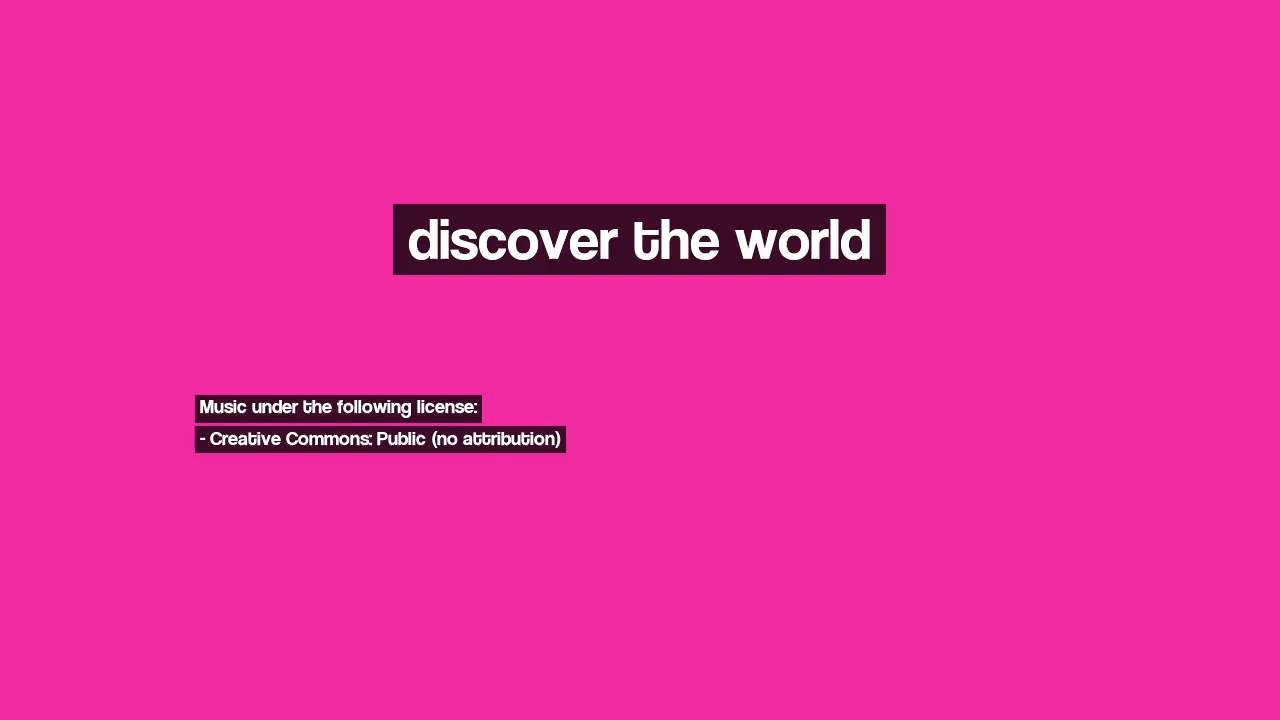 discover the world
Music under the following license:
- Creative Commons: Public (no attribution)